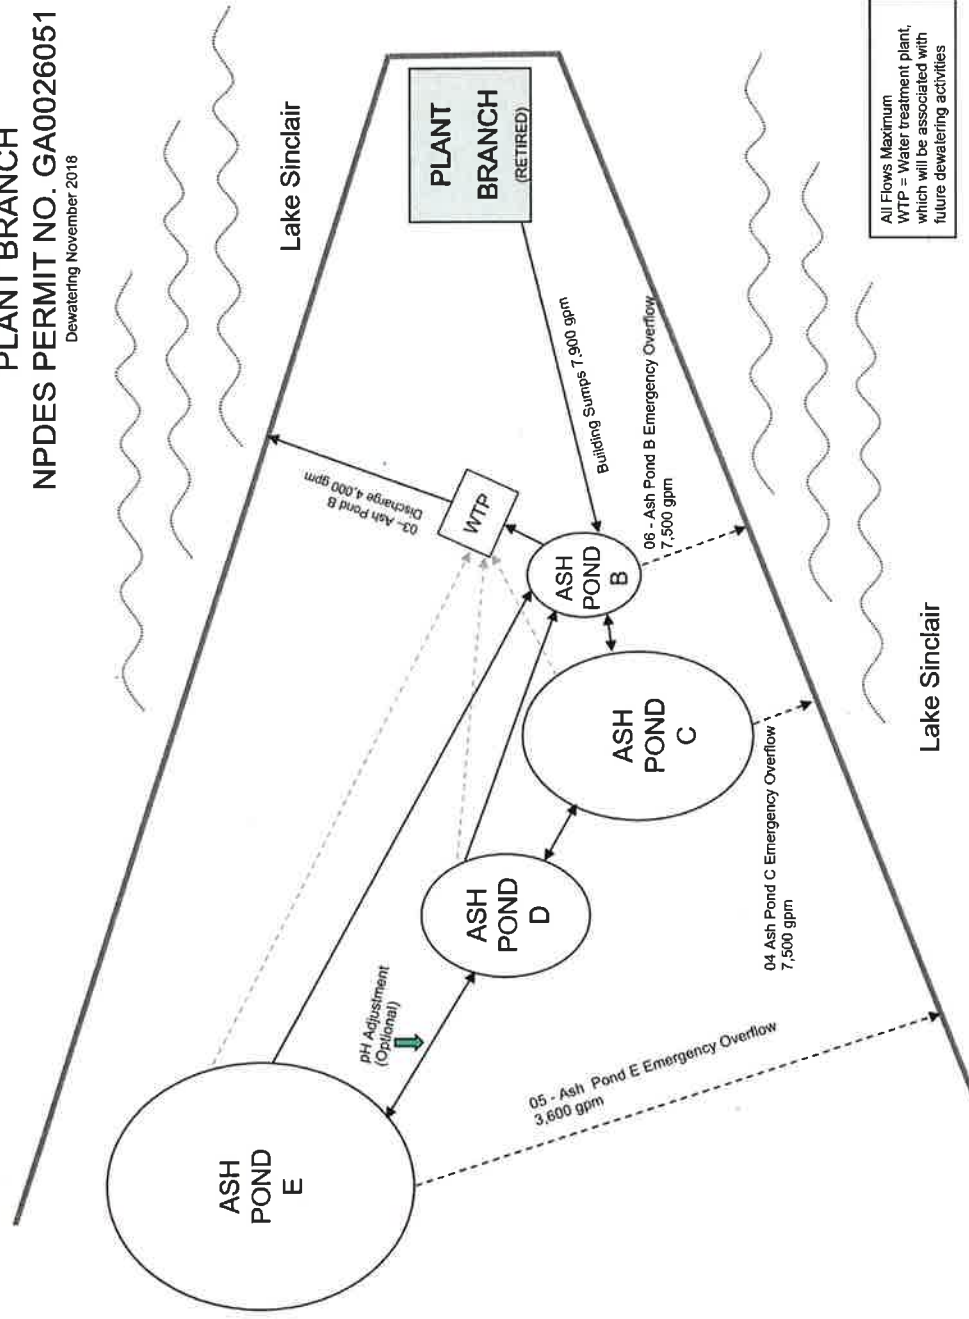 PLANT BRANCH
NPDES PERMIT NO. GA0026051
Dewatering November 2018
Lake Sinclair
PLANT
BRANCH
(RETIRED)
03– Ash Pond B
Discharge 4,000 gpm
WTP
Building Sumps 7.900 gpm
ASH
POND
B
06 - Ash Pond B Emergency Overflow
7,500 gpm
ASH
POND
C
04 Ash Pond C Emergency Overflow
7,500 gpm
ASH
POND
D
pH Adjustment
(Optional)
ASH
POND
E
05 - Ash Pond E Emergency Overflow
3,600 gpm
Lake Sinclair
All Flows Maximum
WTP = Water treatment plant,
which will be associated with
future dewatering activities